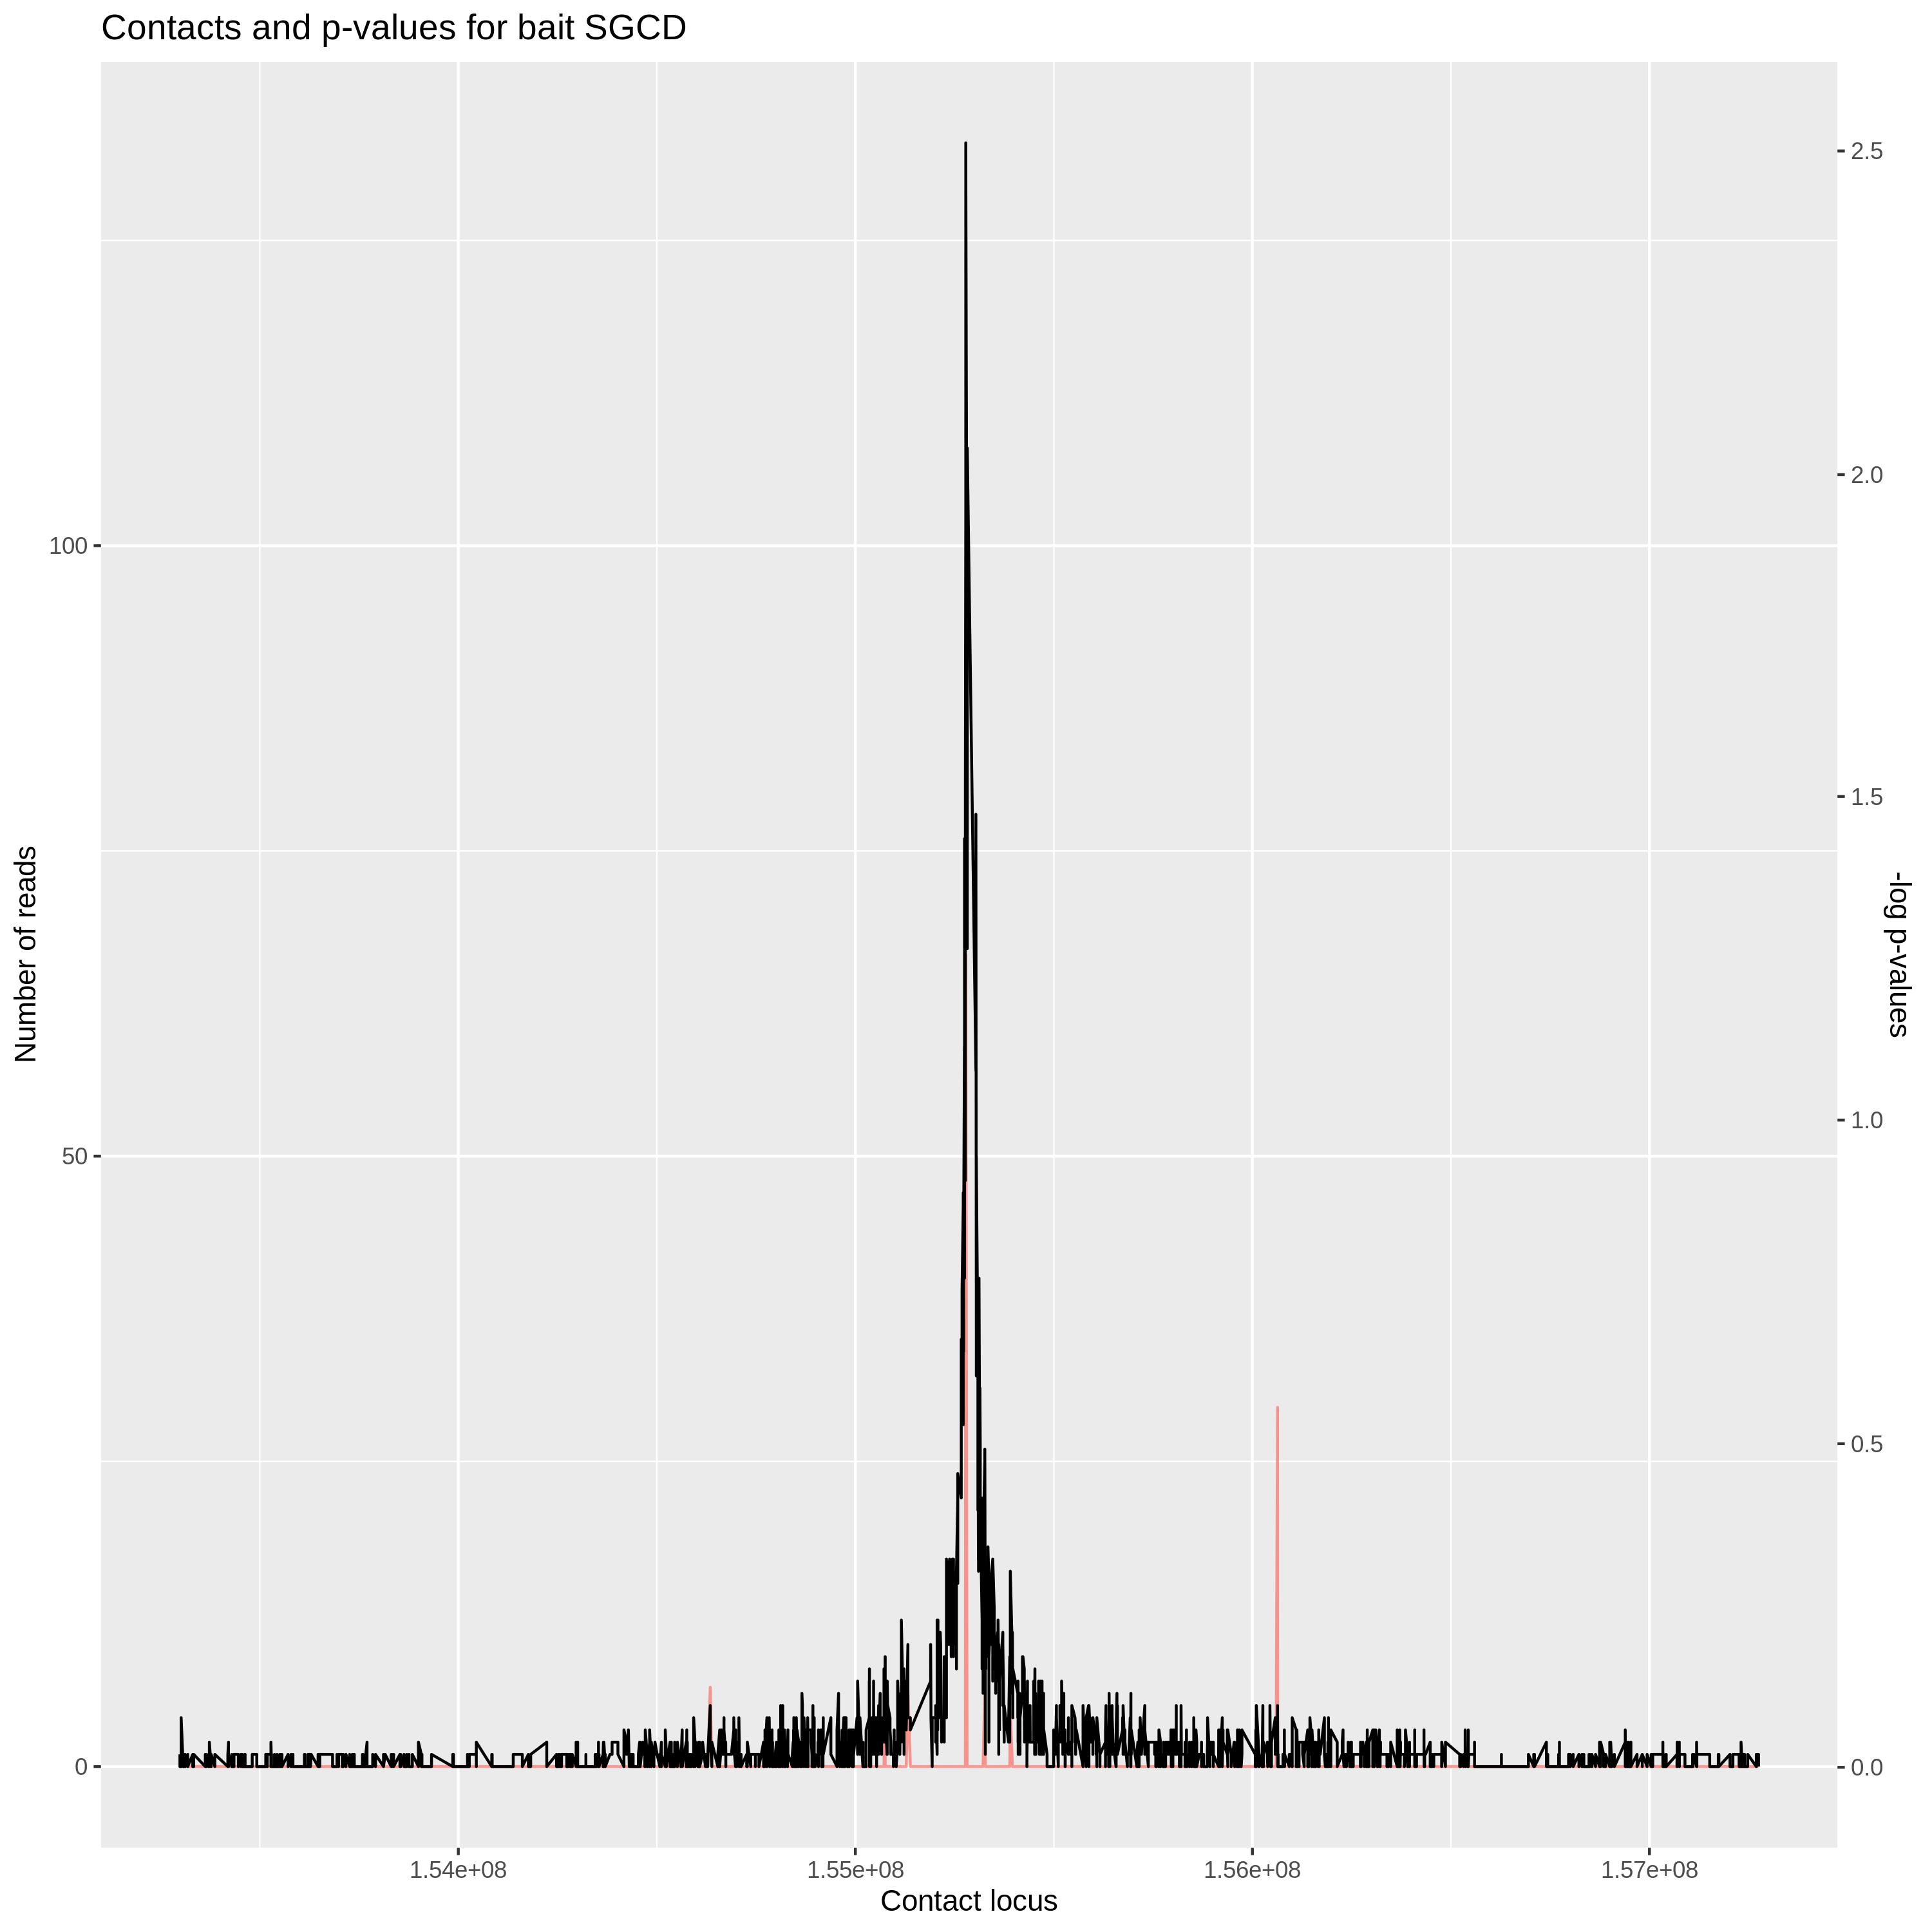 Contacts and p-values for bait SGCD
Number of reads
100
50
0
2.5
2.0
1.5
1.0
0.5
0.0
-log p-values
1.54e+08
1.55e+08
1.56e+08
1.57e+08
Contact locus